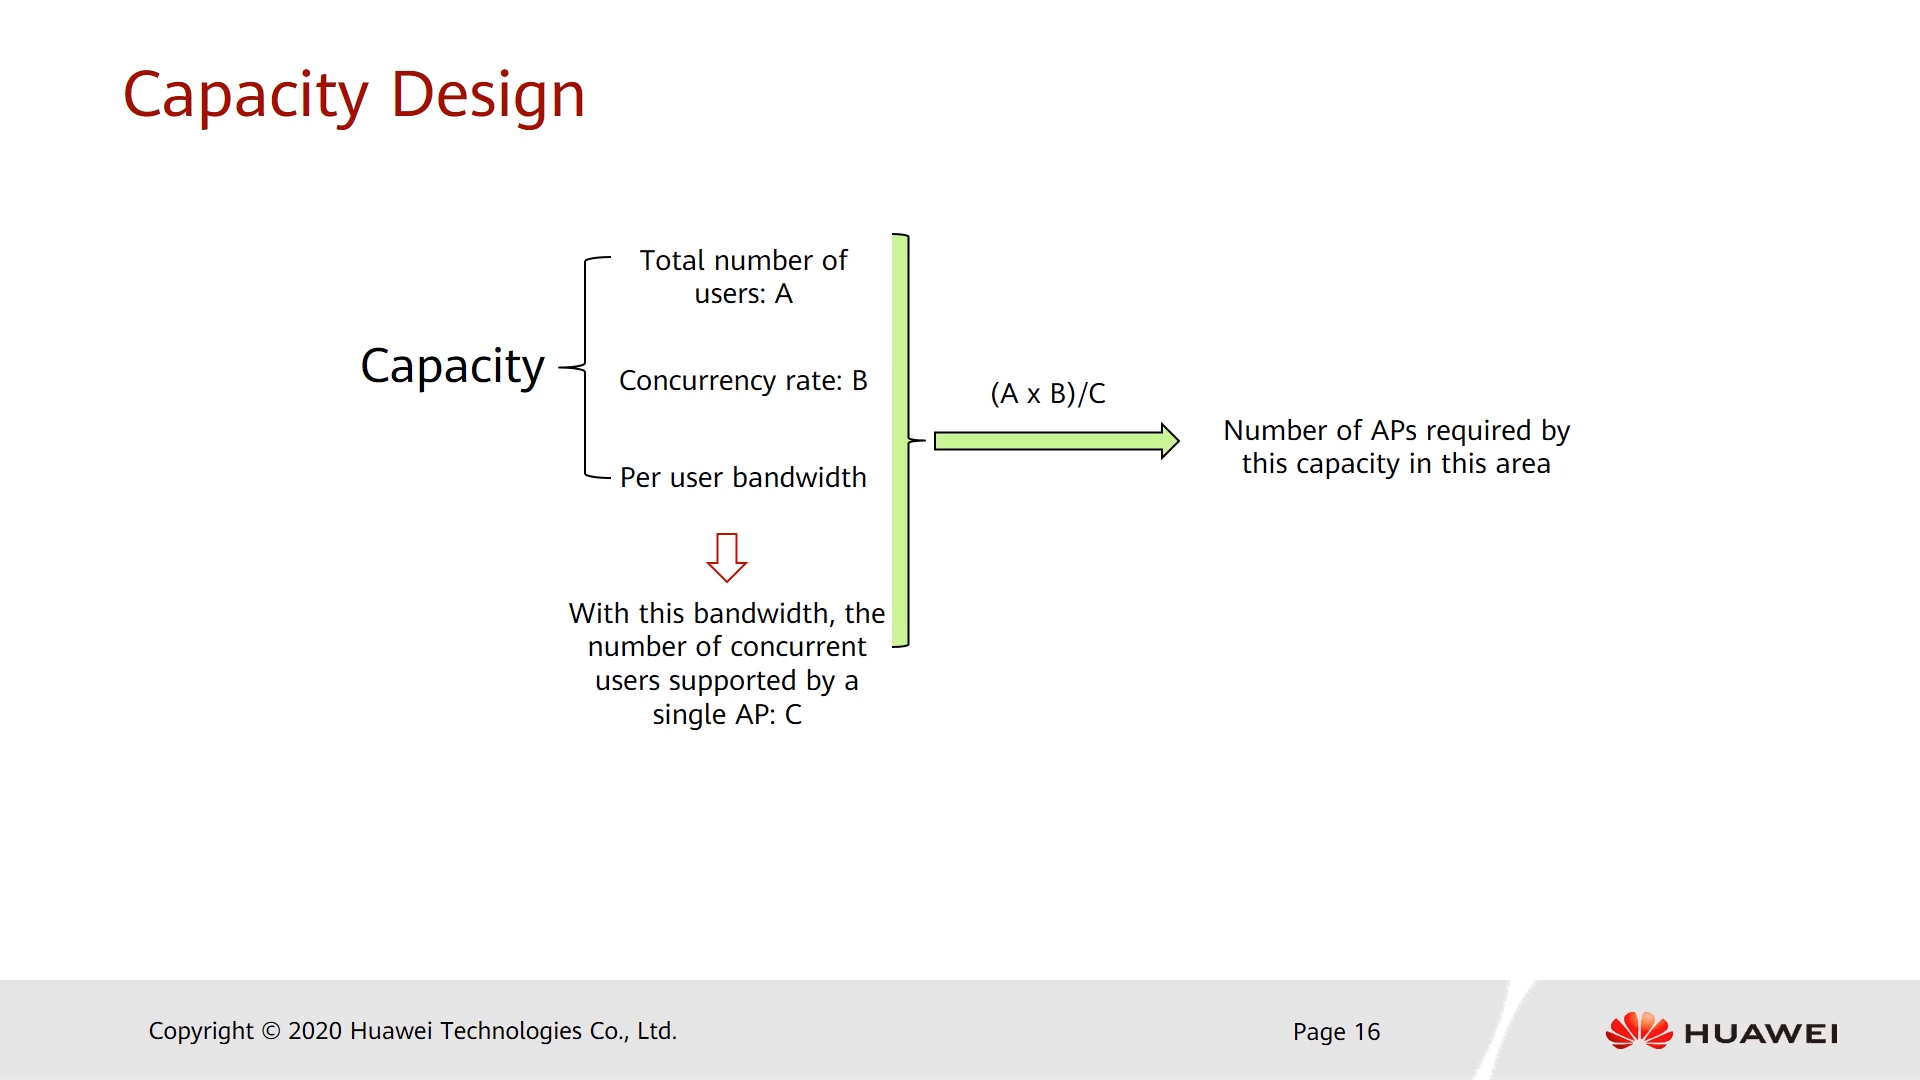 Capacity Design
Capacity
Total number of
users: A
Concurrency rate: B
Per user bandwidth
With this bandwidth, the
number of concurrent
users supported by a
single AP: C
(A x B)/C
Number of APs required by
this capacity in this area
Copyright © 2020 Huawei Technologies Co., Ltd.
Page 16
HUAWEI